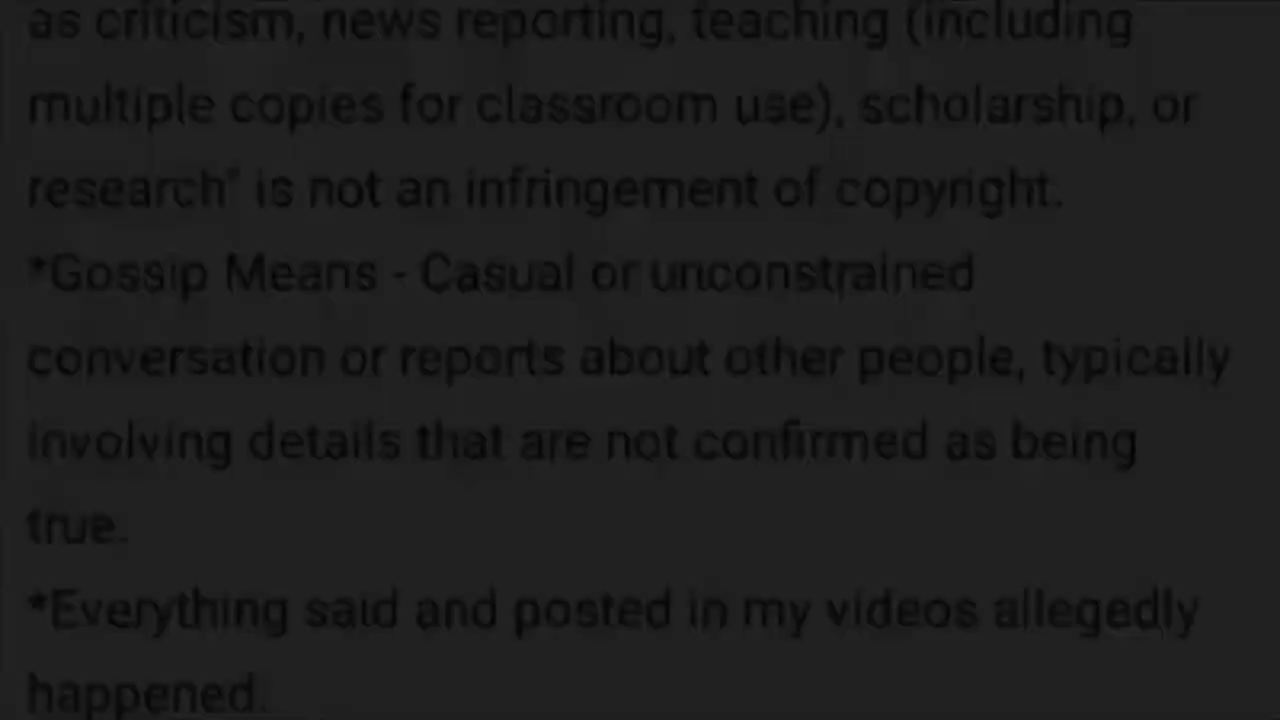 as criticism, news reporting, teaching (including
multiple copies for classroom use), scholarship, or
research" is not an infringement of copyright.
*Gossip Means - Casual or unconstrained
conversation or reports about other people, typically
involving details that are not confirmed as being
true.
*Everything said and posted in my videos allegedly
happened.